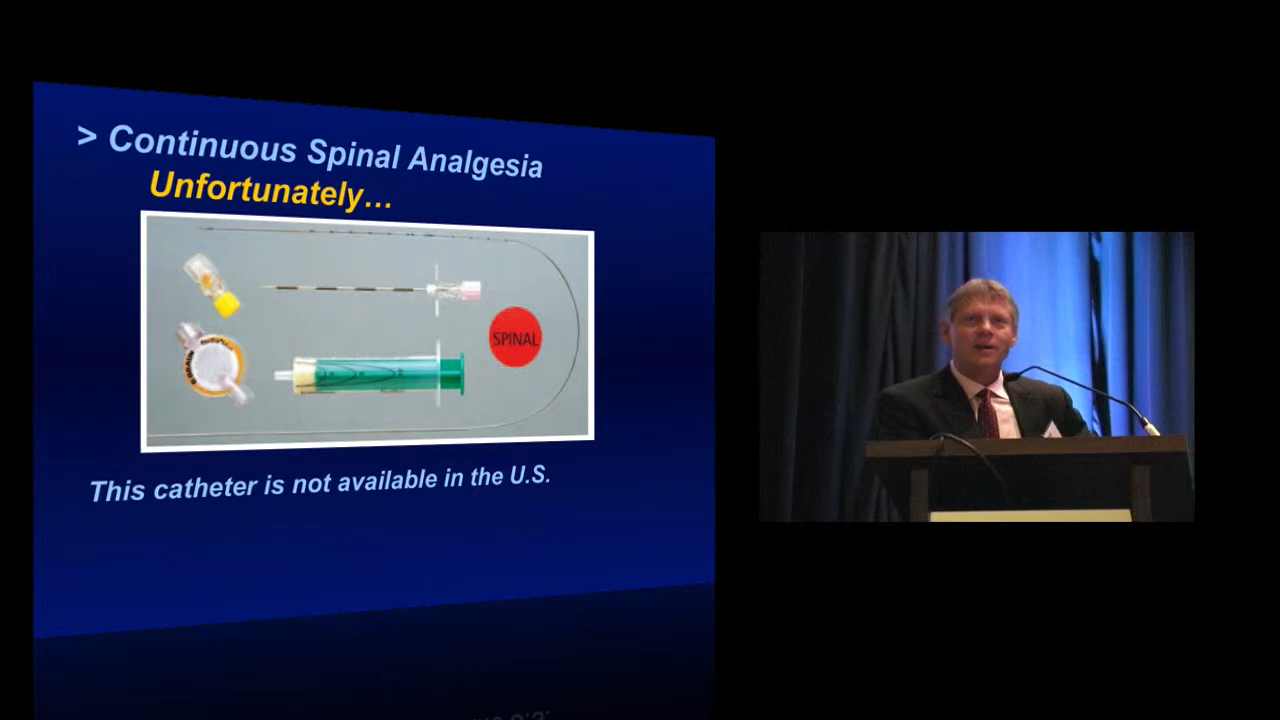 > Continuous Spinal Analgesia
Unfortunately…
SPINAL
This catheter is not available in the U.S.